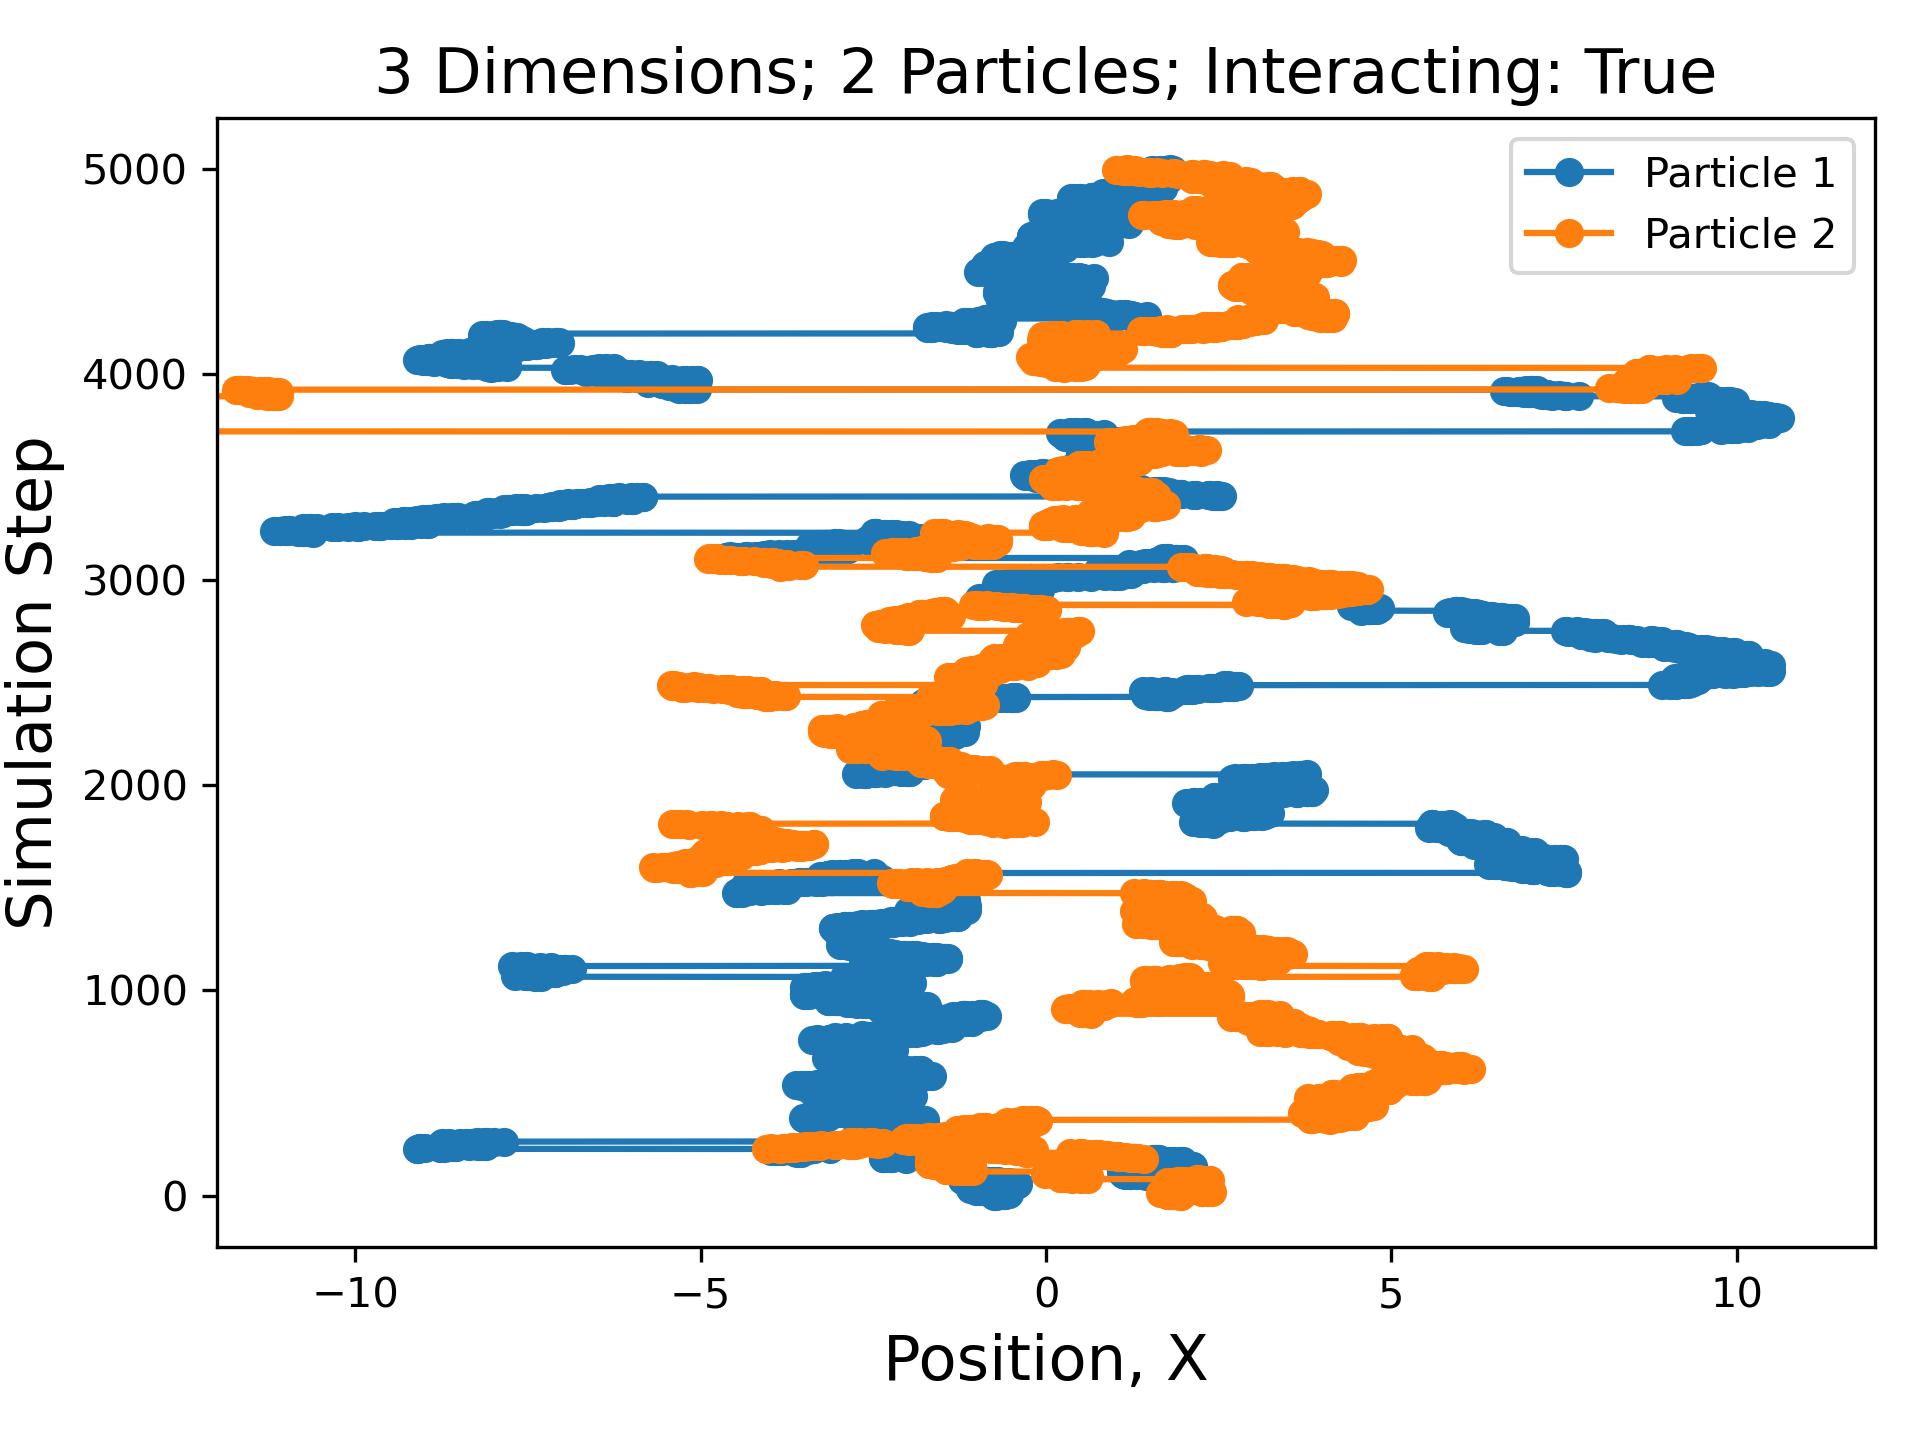 3 Dimensions; 2 Particles; Interacting: True
Particle 1
Particle 2
Simulation Step
5000
4000
3000
2000
1000
0
−10
−5
0
5
10
Position, X